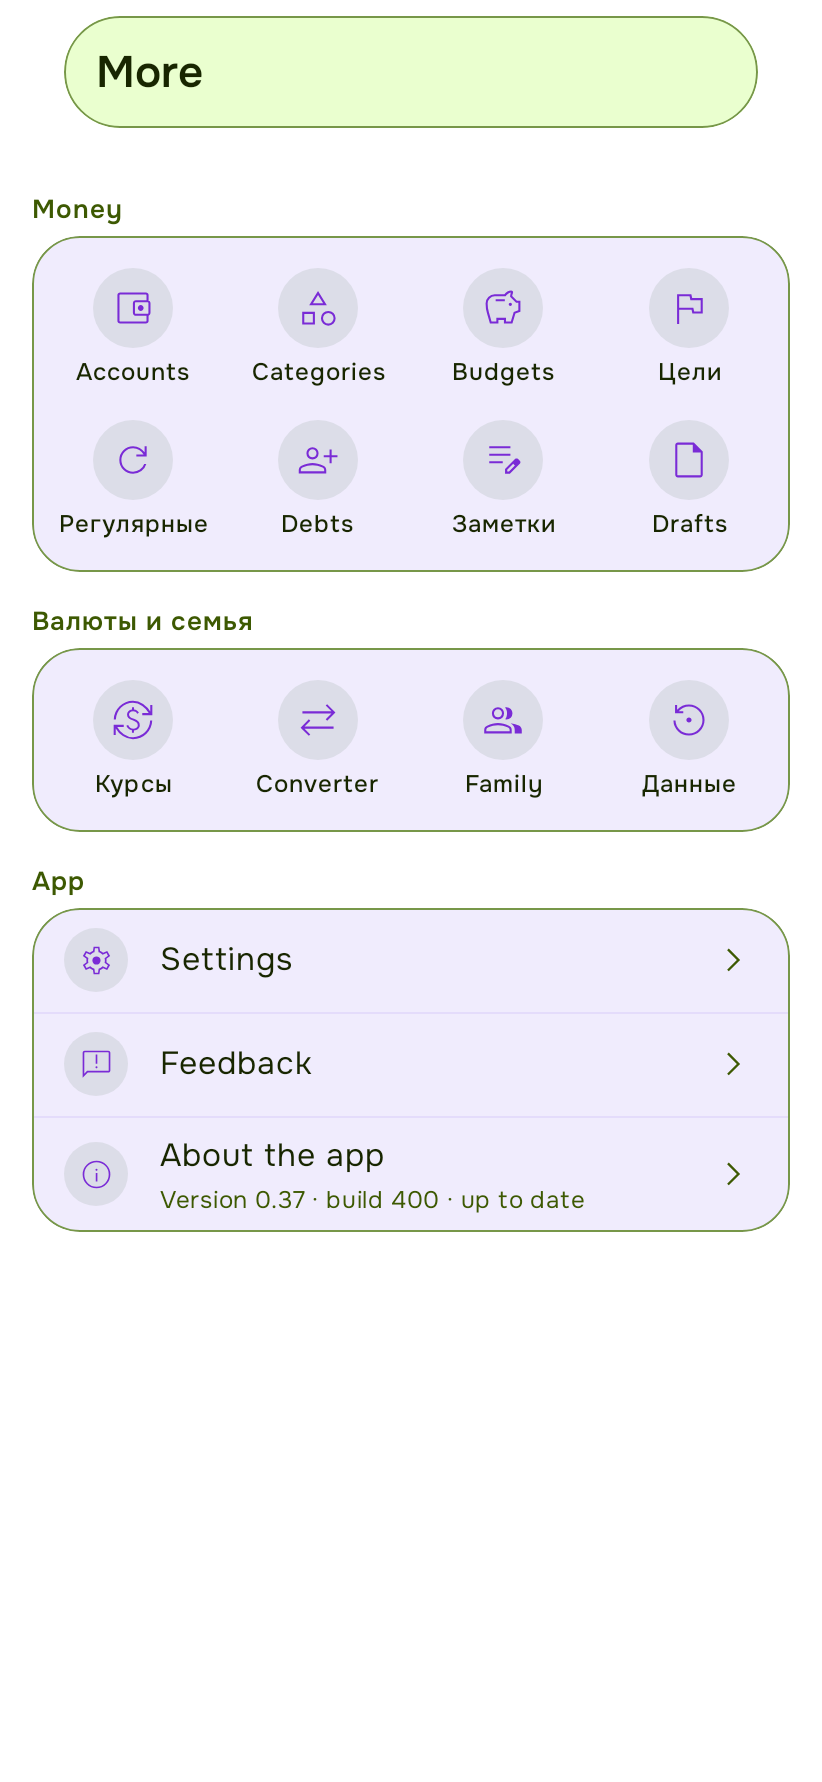 More
Money
Accounts
Categories
Budgets
Цели
Регулярные
Debts
Заметки
Drafts
Валюты и семья
Курсы
Converter
Family
Данные
App
Settings
Feedback
About the app
Version 0.37 · build 400 · up to date